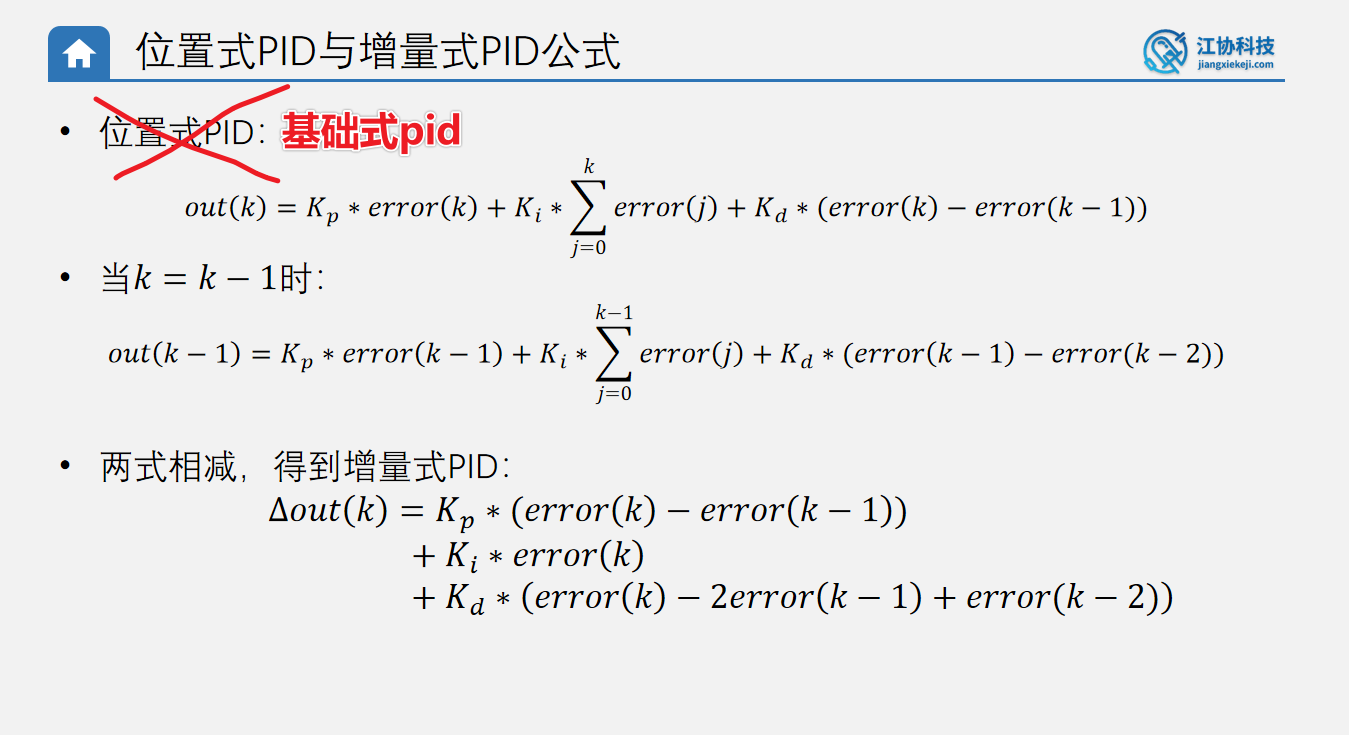 位置式PID与增量式PID公式
江协科技
jiangxiekeji.com
• 位置式PID： 基础式pid
out(k) = K_p * error(k) + K_i * ∑_{j=0}^{k} error(j) + K_d * (error(k) − error(k − 1))
• 当k = k − 1时：
out(k − 1) = K_p * error(k − 1) + K_i * ∑_{j=0}^{k−1} error(j) + K_d * (error(k − 1) − error(k − 2))
• 两式相减，得到增量式PID：
Δout(k) = K_p * (error(k) − error(k − 1))
+ K_i * error(k)
+ K_d * (error(k) − 2error(k − 1) + error(k − 2))